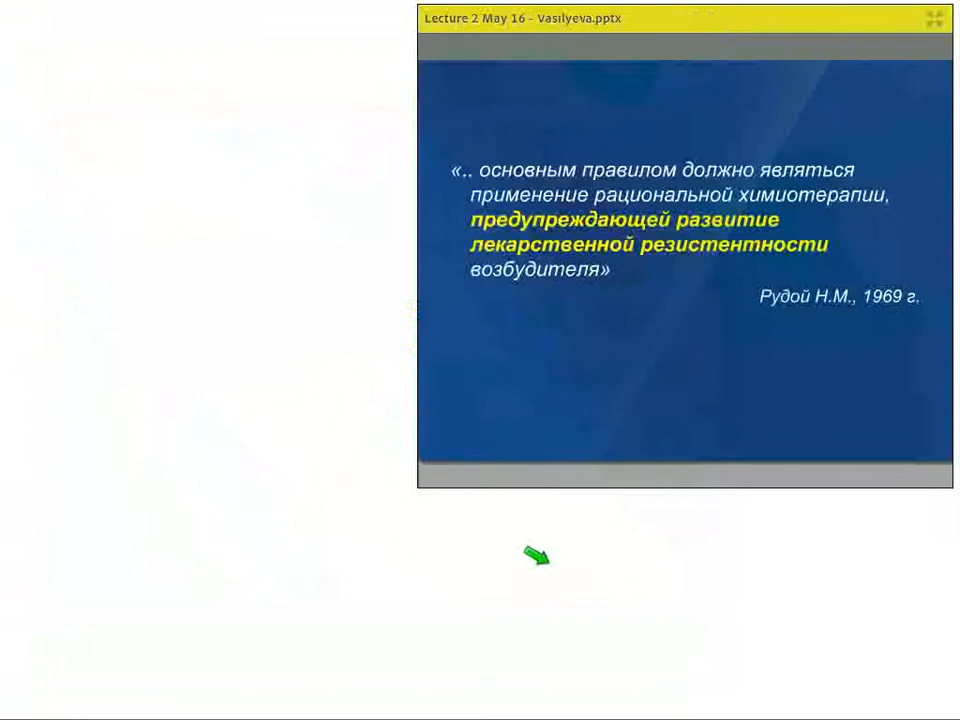 Lecture 2 May 16 - Vasilyeva.pptx
«.. основным правилом должно являться
применение рациональной химиотерапии,
предупреждающей развитие
лекарственной резистентности
возбудителя»
Рудой Н.М., 1969 г.